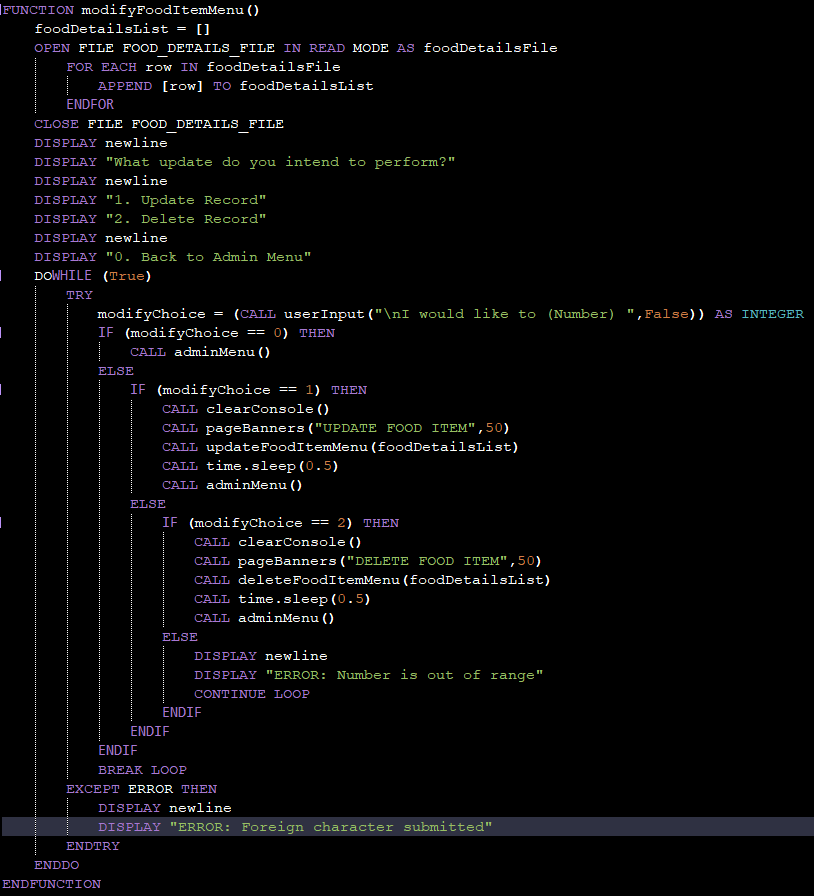 FUNCTION modifyFoodItemMenu()
foodDetailsList = []
OPEN FILE FOOD_DETAILS_FILE IN READ MODE AS foodDetailsFile
FOR EACH row IN foodDetailsFile
APPEND [row] TO foodDetailsList
ENDFOR
CLOSE FILE FOOD_DETAILS_FILE
DISPLAY newline
DISPLAY "What update do you intend to perform?"
DISPLAY newline
DISPLAY "1. Update Record"
DISPLAY "2. Delete Record"
DISPLAY newline
DISPLAY "0. Back to Admin Menu"
DOWHILE (True)
TRY
modifyChoice = (CALL userInput("\nI would like to (Number) ",False)) AS INTEGER
IF (modifyChoice == 0) THEN
CALL adminMenu()
ELSE
IF (modifyChoice == 1) THEN
CALL clearConsole()
CALL pageBanners("UPDATE FOOD ITEM",50)
CALL updateFoodItemMenu(foodDetailsList)
CALL time.sleep(0.5)
CALL adminMenu()
ELSE
IF (modifyChoice == 2) THEN
CALL clearConsole()
CALL pageBanners("DELETE FOOD ITEM",50)
CALL deleteFoodItemMenu(foodDetailsList)
CALL time.sleep(0.5)
CALL adminMenu()
ELSE
DISPLAY newline
DISPLAY "ERROR: Number is out of range"
CONTINUE LOOP
ENDIF
ENDIF
ENDIF
BREAK LOOP
EXCEPT ERROR THEN
DISPLAY newline
DISPLAY "ERROR: Foreign character submitted"
ENDTRY
ENDDO
ENDFUNCTION